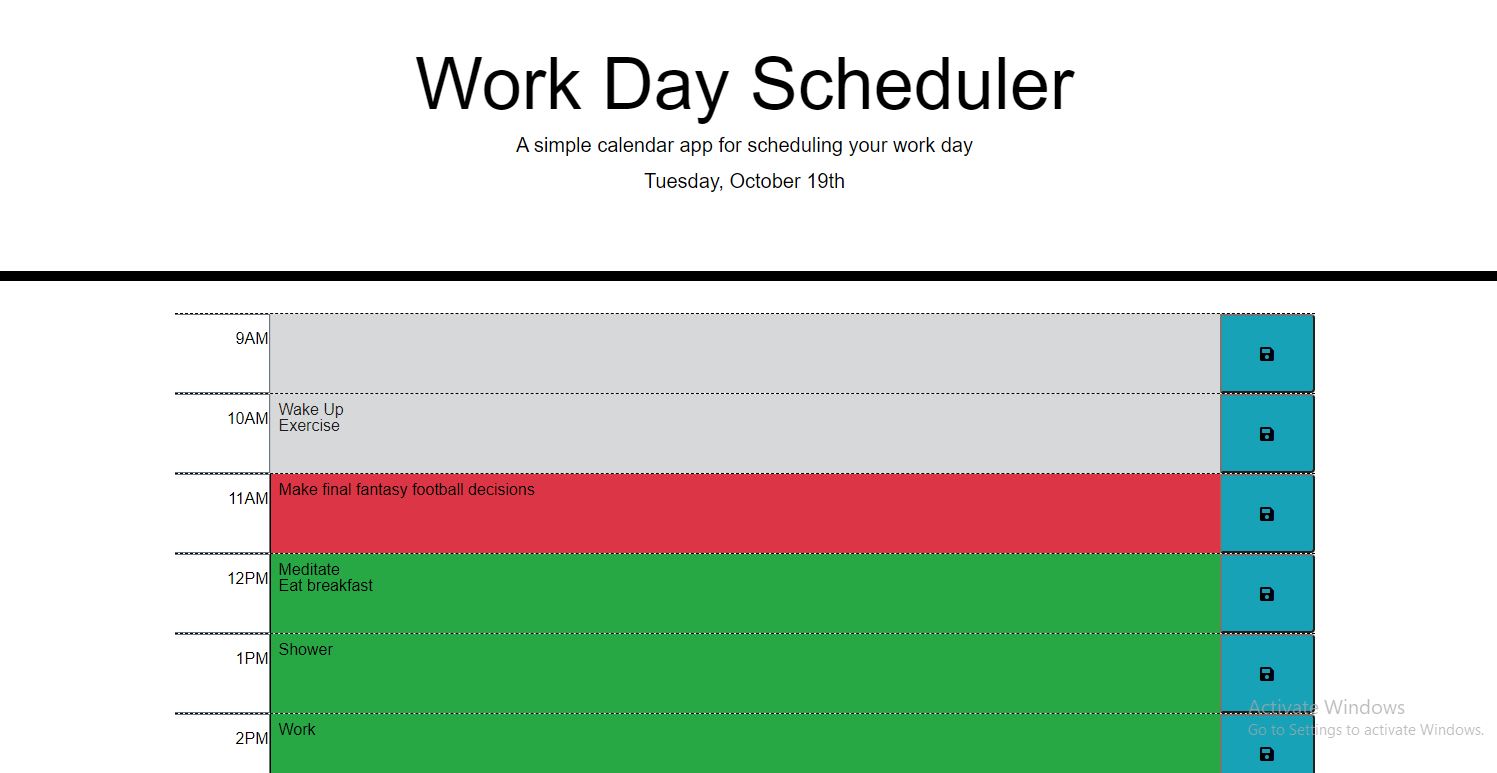 Work Day Scheduler
A simple calendar app for scheduling your work day
Tuesday, October 19th
9AM
10AM
Wake Up
Exercise
11AM
Make final fantasy football decisions
12PM
Meditate
Eat breakfast
1PM
Shower
2PM
Work
Activate Windows
Go to Settings to activate Windows.